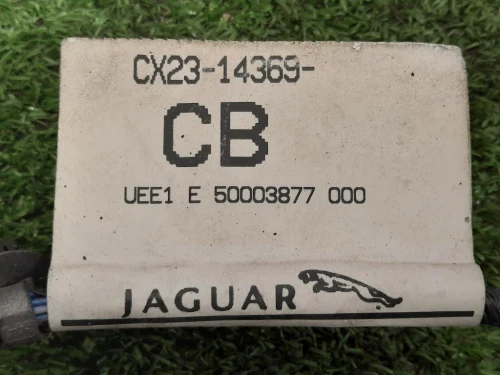 CX23-14369-
CB
UEE1 E 50003877 000
JAGUAR